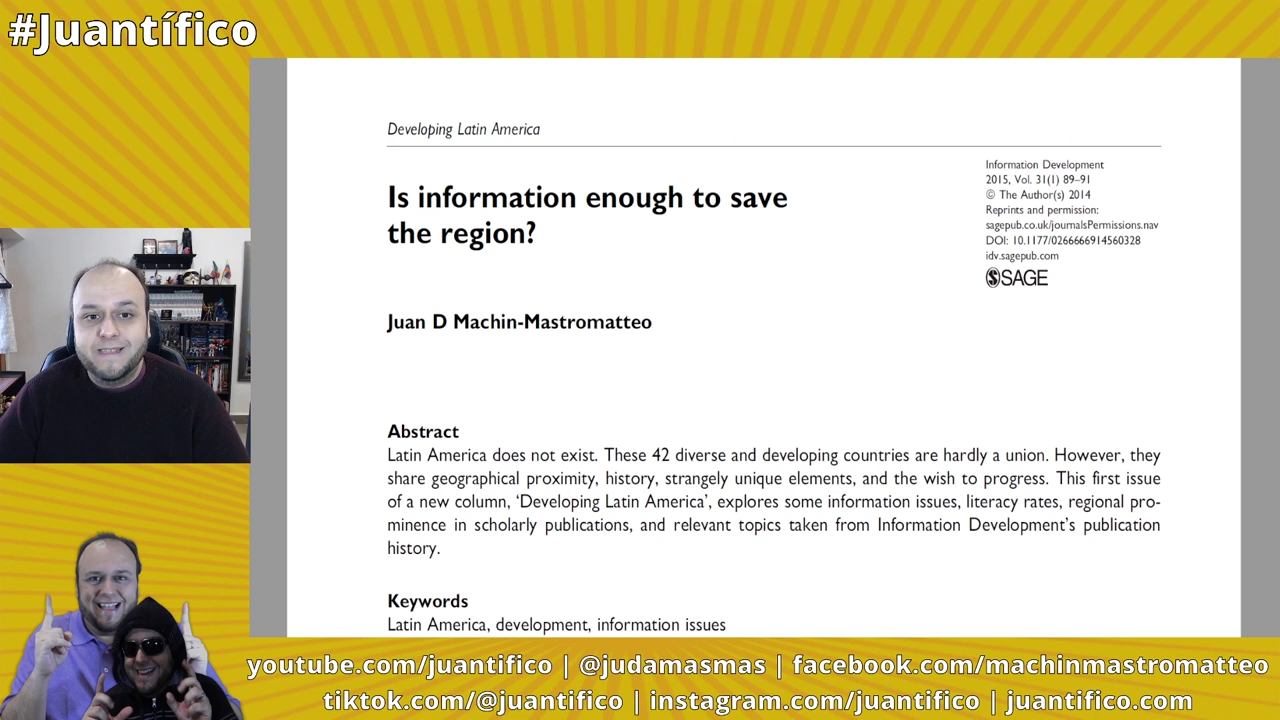 #Juantífico
Developing Latin America
Is information enough to save
the region?
Information Development
2015, Vol. 31(1) 89–91
© The Author(s) 2014
Reprints and permission:
sagepub.co.uk/journalsPermissions.nav
DOI: 10.1177/0266666914560328
idv.sagepub.com
SAGE
Juan D Machin-Mastromatteo
Abstract
Latin America does not exist. These 42 diverse and developing countries are hardly a union. However, they
share geographical proximity, history, strangely unique elements, and the wish to progress. This first issue
of a new column, ‘Developing Latin America’, explores some information issues, literacy rates, regional pro-
minence in scholarly publications, and relevant topics taken from Information Development’s publication
history.
Keywords
Latin America, development, information issues
youtube.com/juantifico | @judamasmas | facebook.com/machinmastromatteo
tiktok.com/@juantifico | instagram.com/juantifico | juantifico.com